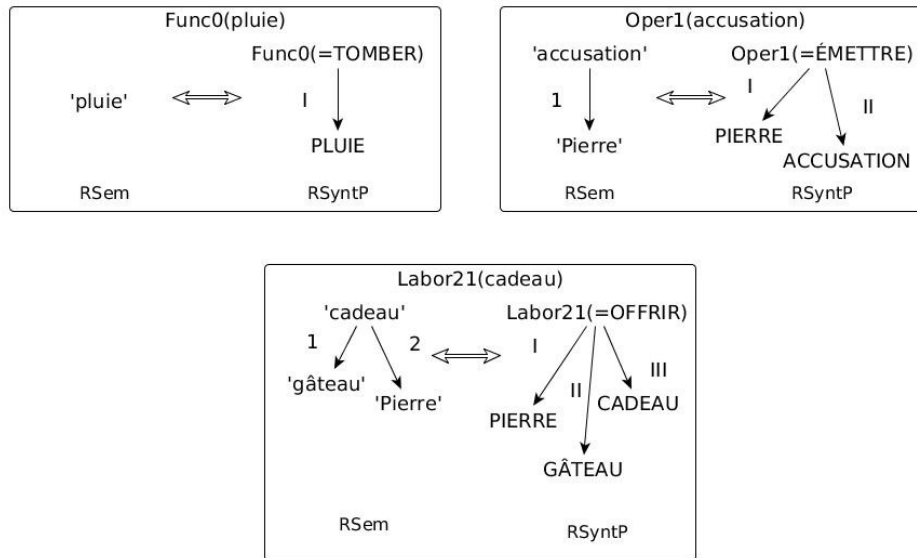 Func0(pluie)
Func0(=TOMBER)
'pluie'
I
PLUIE
RSem
RSyntP
Oper1(accusation)
'accusation'
Oper1(=ÉMETTRE)
1
I
II
'Pierre'
PIERRE
ACCUSATION
RSem
RSyntP
Labor21(cadeau)
'cadeau'
Labor21(=OFFRIR)
1
2
I
II
III
'gâteau'
'Pierre'
PIERRE
CADEAU
GÂTEAU
RSem
RSyntP